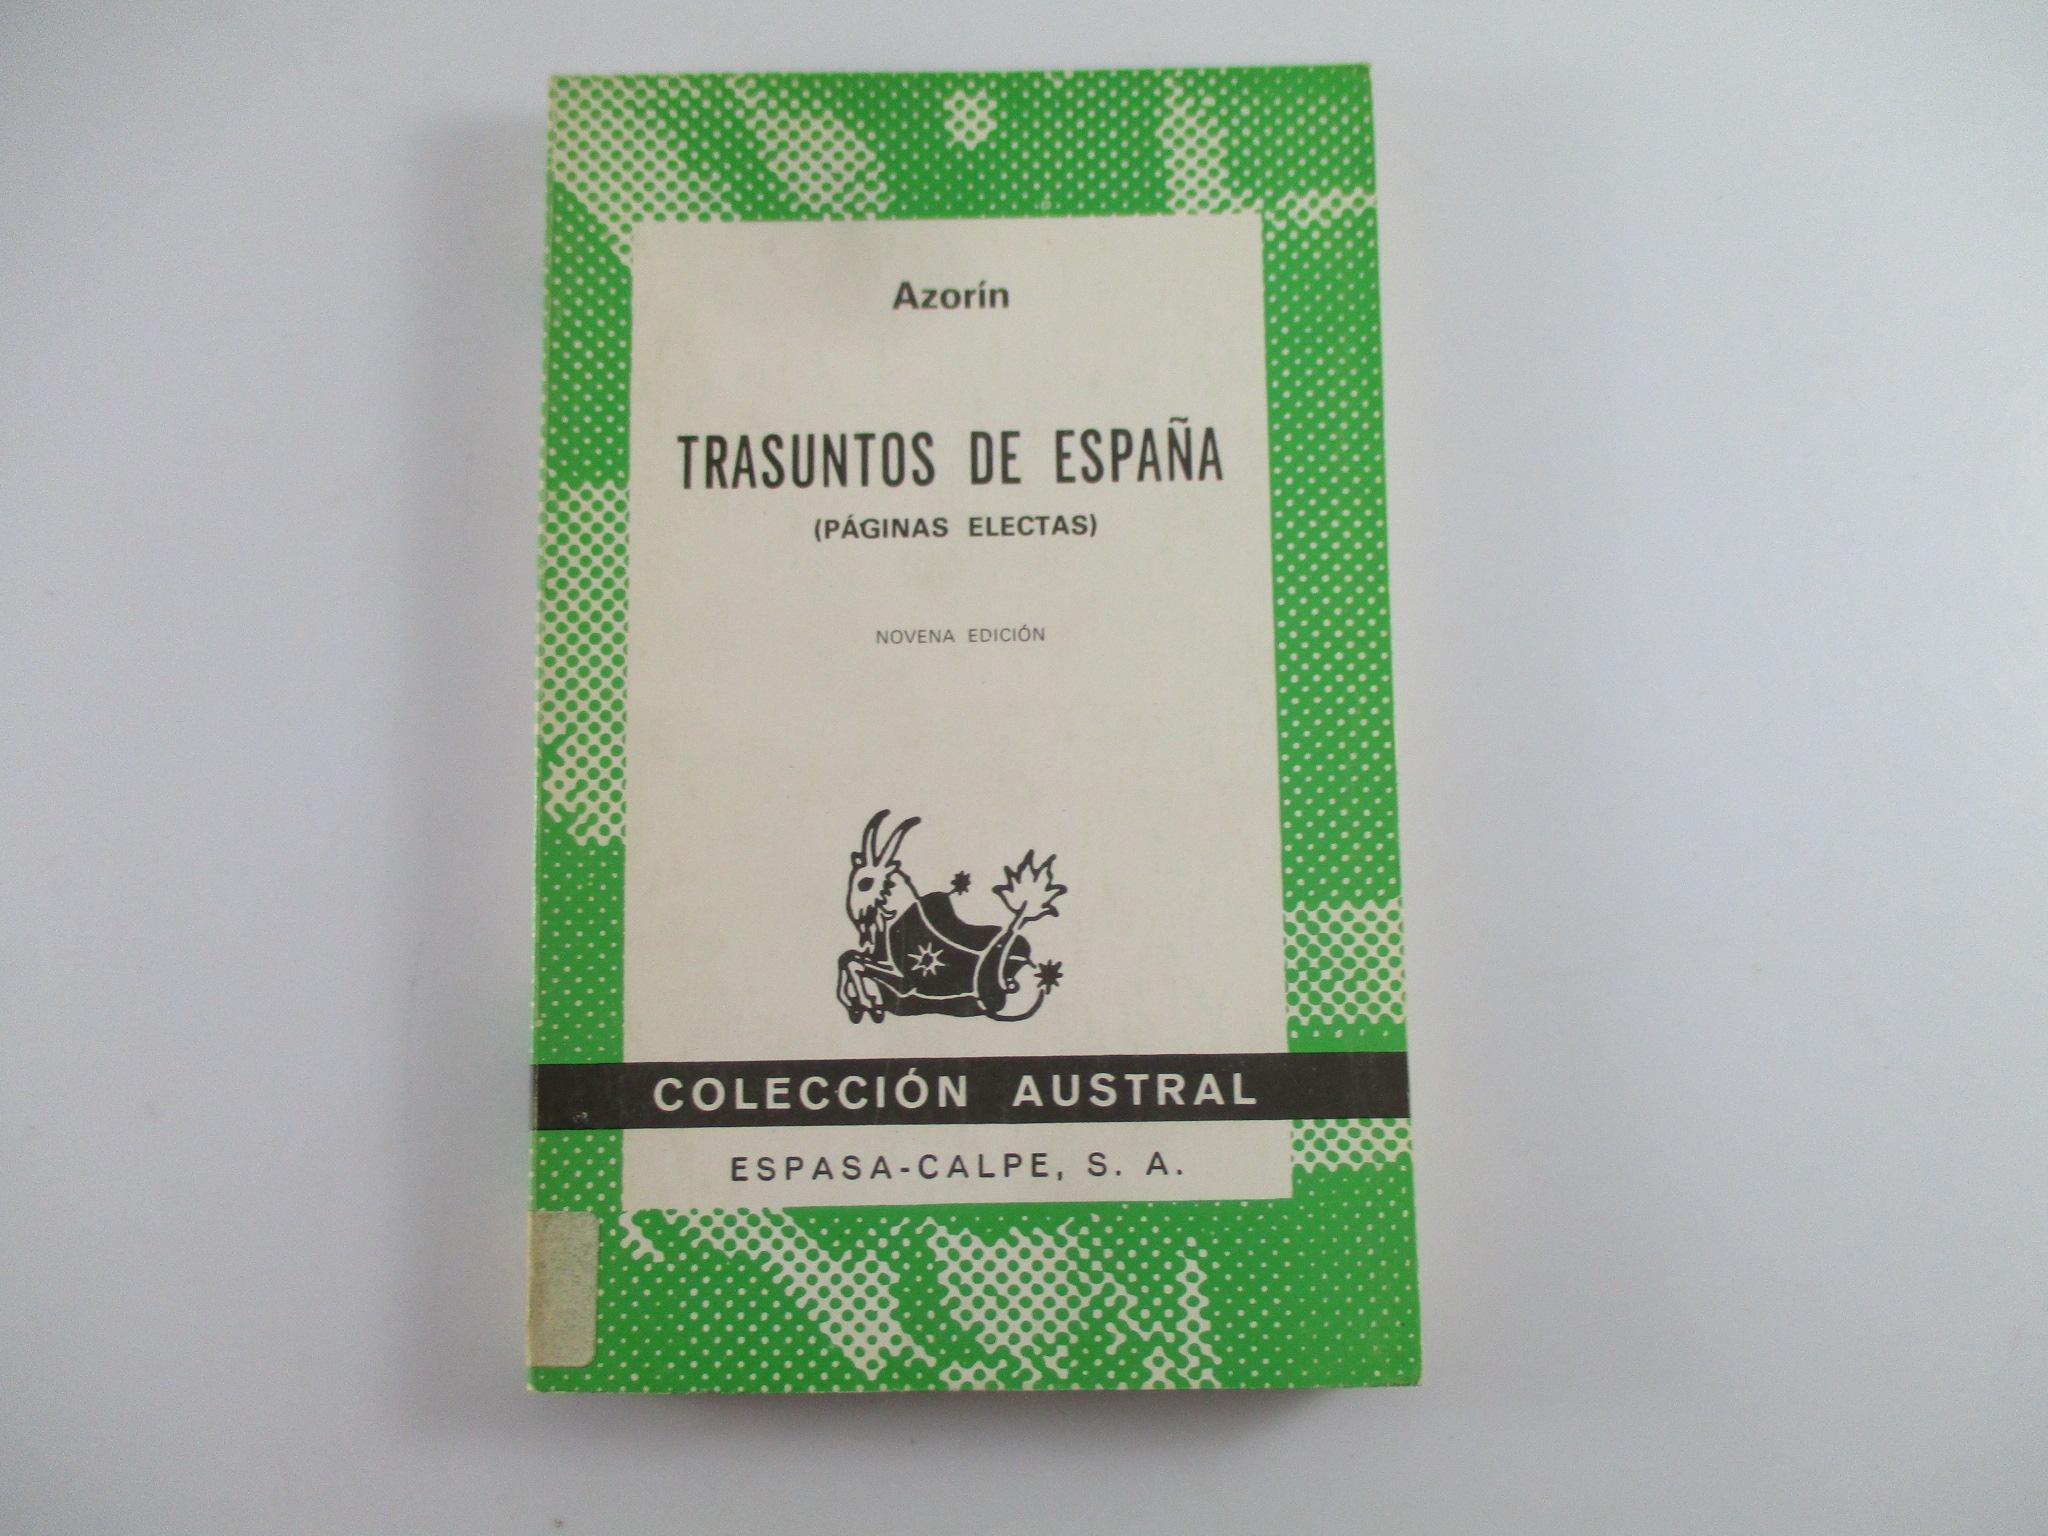 Azorín
TRASUNTOS DE ESPAÑA
(PÁGINAS ELECTAS)
NOVENA EDICIÓN
COLECCIÓN AUSTRAL
ESPASA-CALPE, S. A.